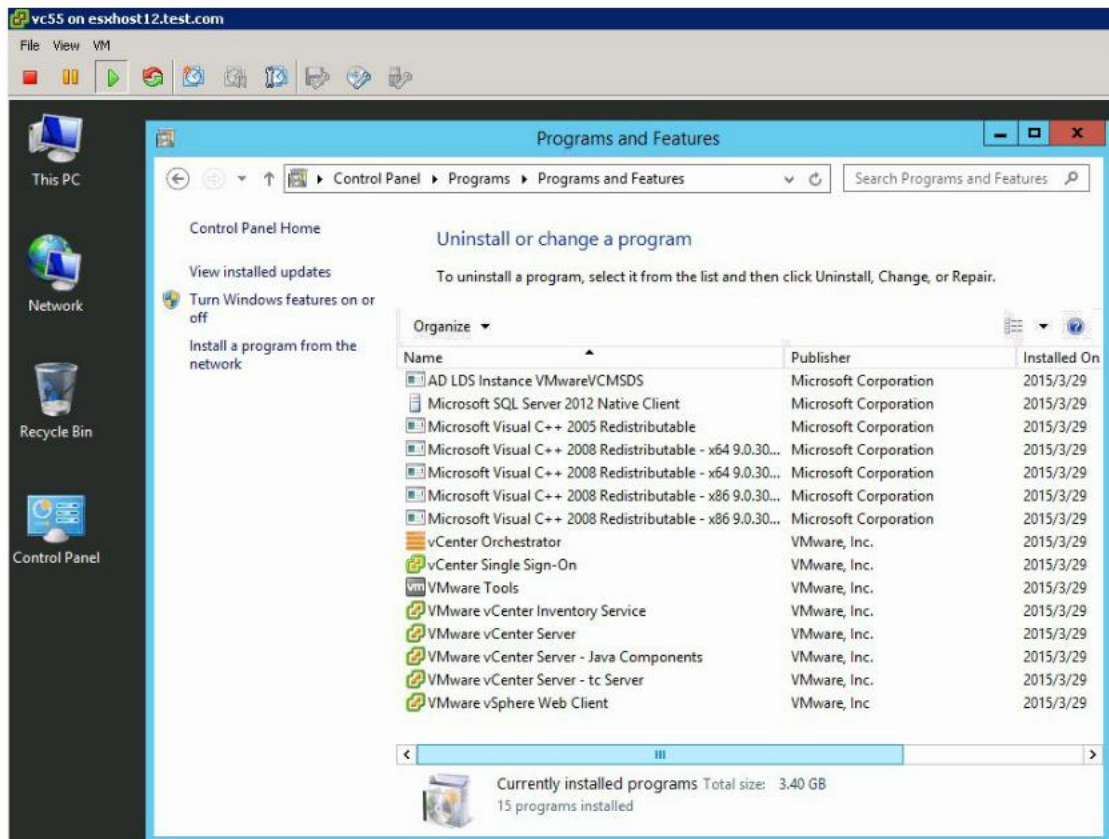 vc55 on esxhost12.test.com
File View VM
This PC
Network
Recycle Bin
Control Panel
Programs and Features
Control Panel Programs Programs and Features
Search Programs and Features
Control Panel Home
View installed updates
Turn Windows features on or
off
Install a program from the
network
Uninstall or change a program
To uninstall a program, select it from the list and then click Uninstall, Change, or Repair.
Organize
Name Publisher Installed On
AD LDS Instance VMwareVCMSDS Microsoft Corporation 2015/3/29
Microsoft SQL Server 2012 Native Client Microsoft Corporation 2015/3/29
Microsoft Visual C++ 2005 Redistributable Microsoft Corporation 2015/3/29
Microsoft Visual C++ 2008 Redistributable - x64 9.0.30... Microsoft Corporation 2015/3/29
Microsoft Visual C++ 2008 Redistributable - x64 9.0.30... Microsoft Corporation 2015/3/29
Microsoft Visual C++ 2008 Redistributable - x86 9.0.30... Microsoft Corporation 2015/3/29
Microsoft Visual C++ 2008 Redistributable - x86 9.0.30... Microsoft Corporation 2015/3/29
vCenter Orchestrator VMware, Inc. 2015/3/29
vCenter Single Sign-On VMware, Inc. 2015/3/29
vm VMware Tools VMware, Inc. 2015/3/29
VMware vCenter Inventory Service VMware, Inc. 2015/3/29
VMware vCenter Server VMware, Inc. 2015/3/29
VMware vCenter Server - Java Components VMware, Inc. 2015/3/29
VMware vCenter Server - tc Server VMware, Inc. 2015/3/29
VMware vSphere Web Client VMware, Inc 2015/3/29
Currently installed programs Total size: 3.40 GB
15 programs installed